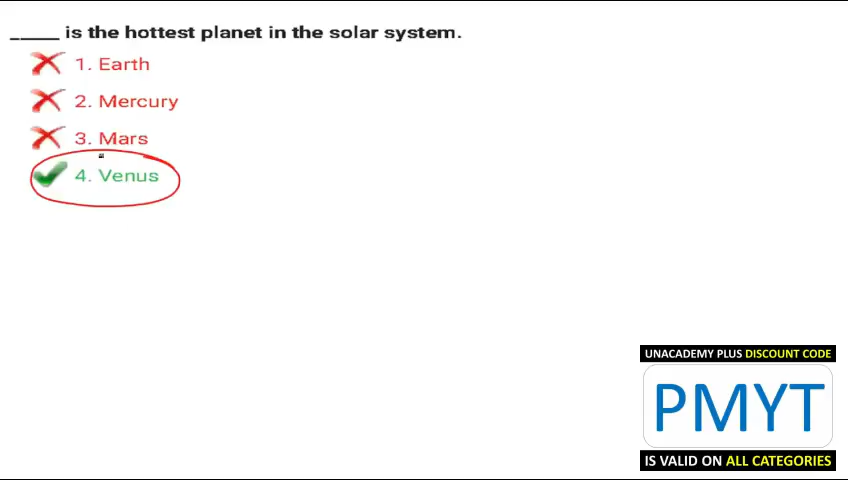 _____ is the hottest planet in the solar system.
1. Earth
2. Mercury
3. Mars
4. Venus
UNACADEMY PLUS DISCOUNT CODE
PMYT
IS VALID ON ALL CATEGORIES